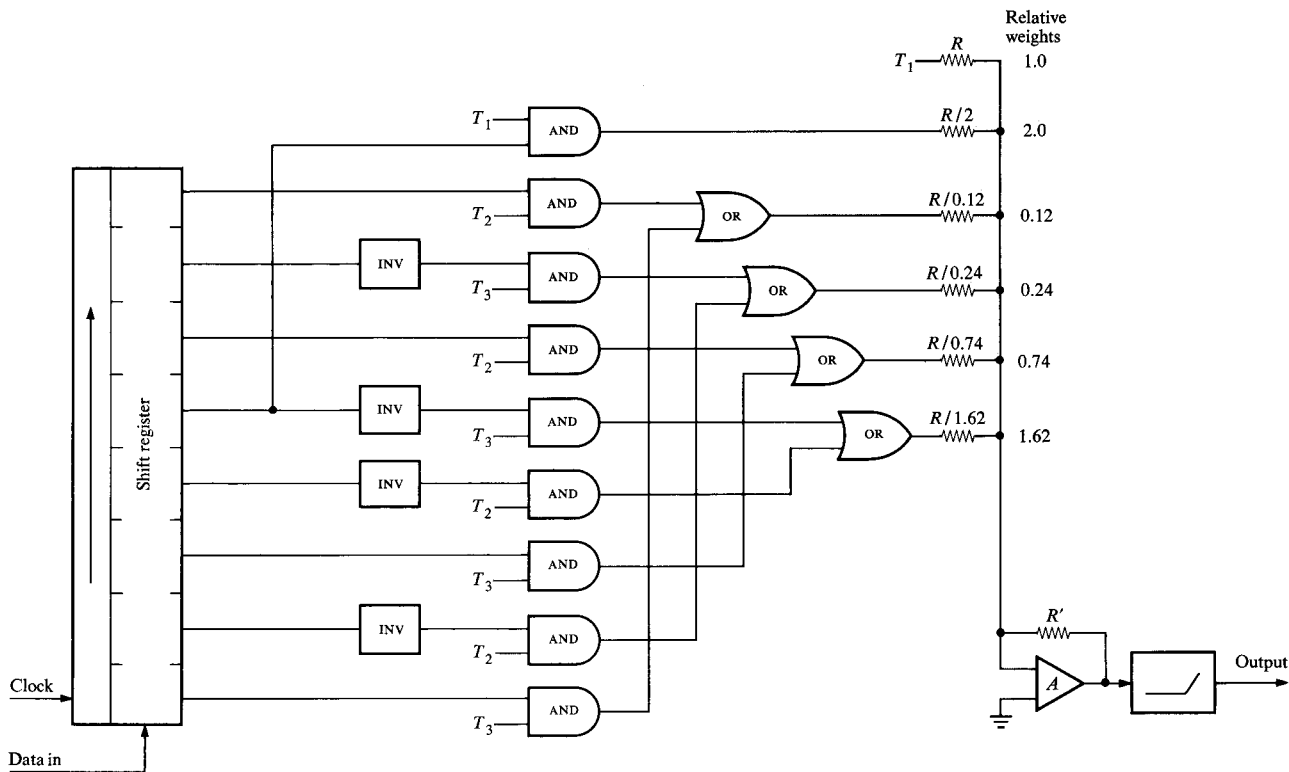 Relative
weights
T1
R
1.0
T1
AND
R/2
2.0
AND
T2
OR
R/0.12
0.12
INV
AND
T3
OR
R/0.24
0.24
AND
T2
OR
R/0.74
0.74
Shift register
INV
AND
T3
OR
R/1.62
1.62
INV
AND
T2
AND
T3
INV
AND
T2
R'
Clock
AND
T3
A
Output
Data in